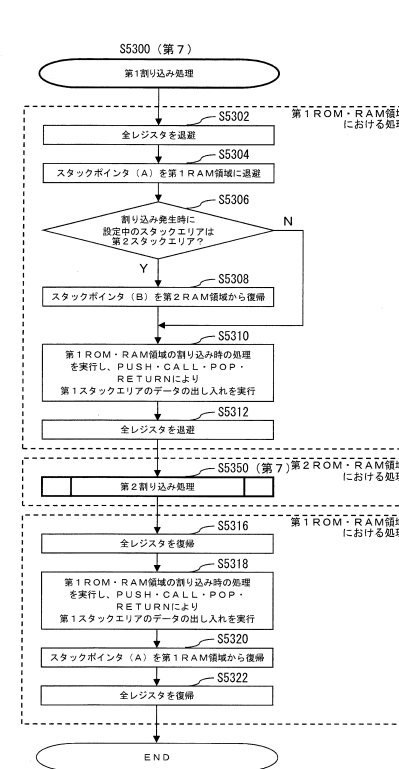 S5300（第７）
第1割り込み処理
第１ROM・RAM領域
における処理
S5302
全レジスタを退避
S5304
スタックポインタ（A）を第１RAM領域に退避
S5306
割り込み発生時に
設定中のスタックエリアは
第２スタックエリア？
N
Y
S5308
スタックポインタ（B）を第２RAM領域から復帰
S5310
第１ROM・RAM領域の割り込み時の処理
を実行し、PUSH・CALL・POP・
RETURNにより
第１スタックエリアのデータの出し入れを実行
S5312
全レジスタを退避
S5350（第７）
第２ROM・RAM領域
における処理
第２割り込み処理
第１ROM・RAM領域
における処理
S5316
全レジスタを復帰
S5318
第１ROM・RAM領域の割り込み時の処理
を実行し、PUSH・CALL・POP・
RETURNにより
第１スタックエリアのデータの出し入れを実行
S5320
スタックポインタ（A）を第１RAM領域から復帰
S5322
全レジスタを復帰
END